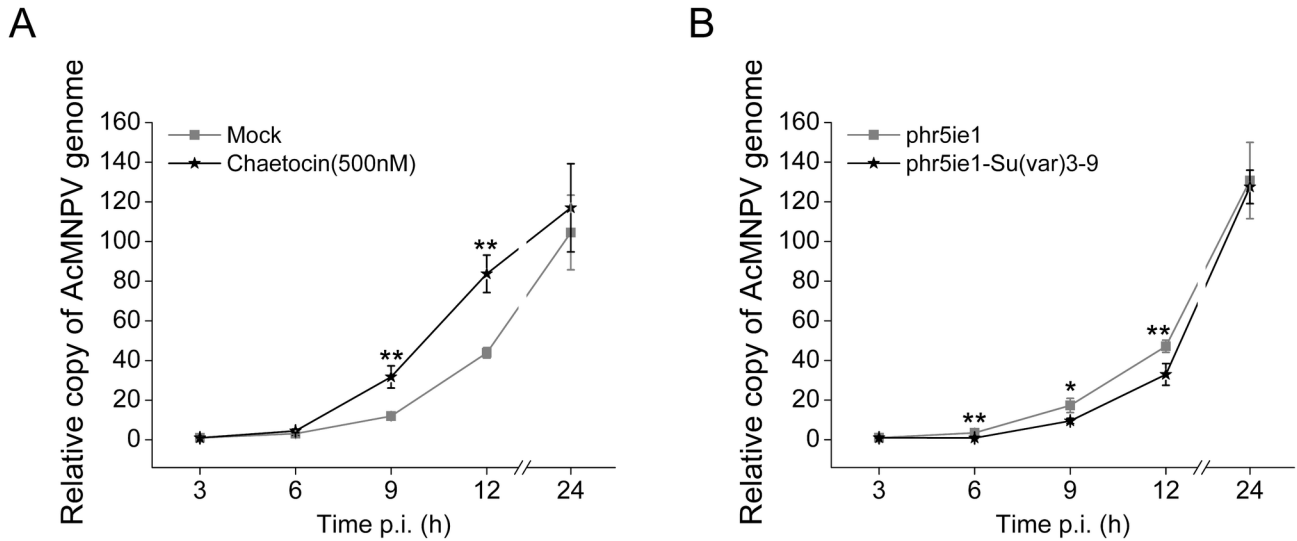 A
Relative copy of AcMNPV genome
160
140
120
100
80
60
40
20
0
Mock
Chaetocin(500nM)
**
**
3 6 9 12 24
Time p.i. (h)
B
Relative copy of AcMNPV genome
160
140
120
100
80
60
40
20
0
phr5ie1
phr5ie1-Su(var)3-9
**
*
**
3 6 9 12 24
Time p.i. (h)